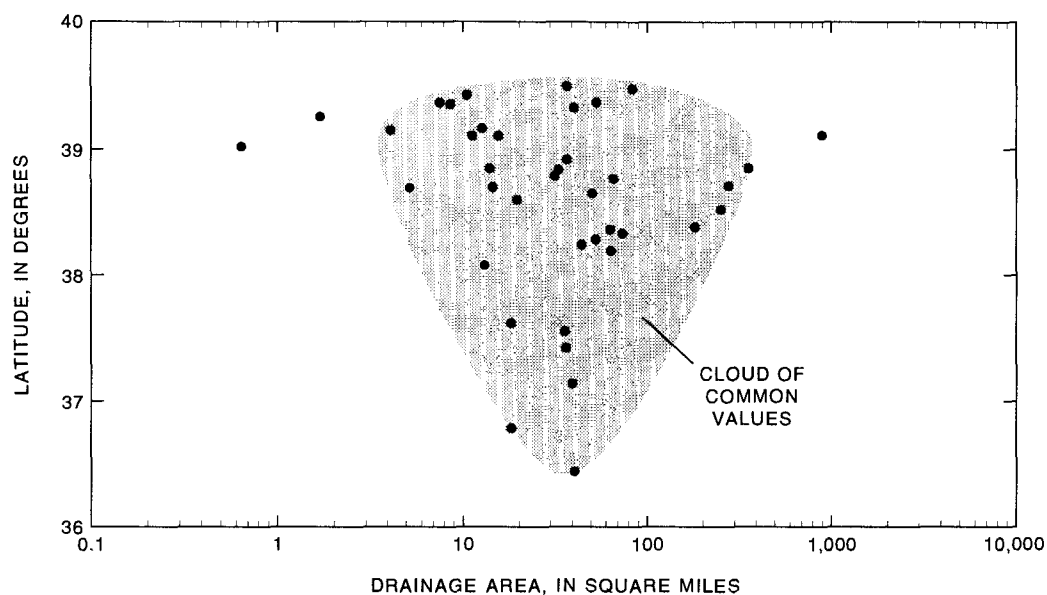 40
39
38
37
36
LATITUDE, IN DEGREES
CLOUD OF
COMMON
VALUES
0.1 1 10 100 1,000 10,000
DRAINAGE AREA, IN SQUARE MILES